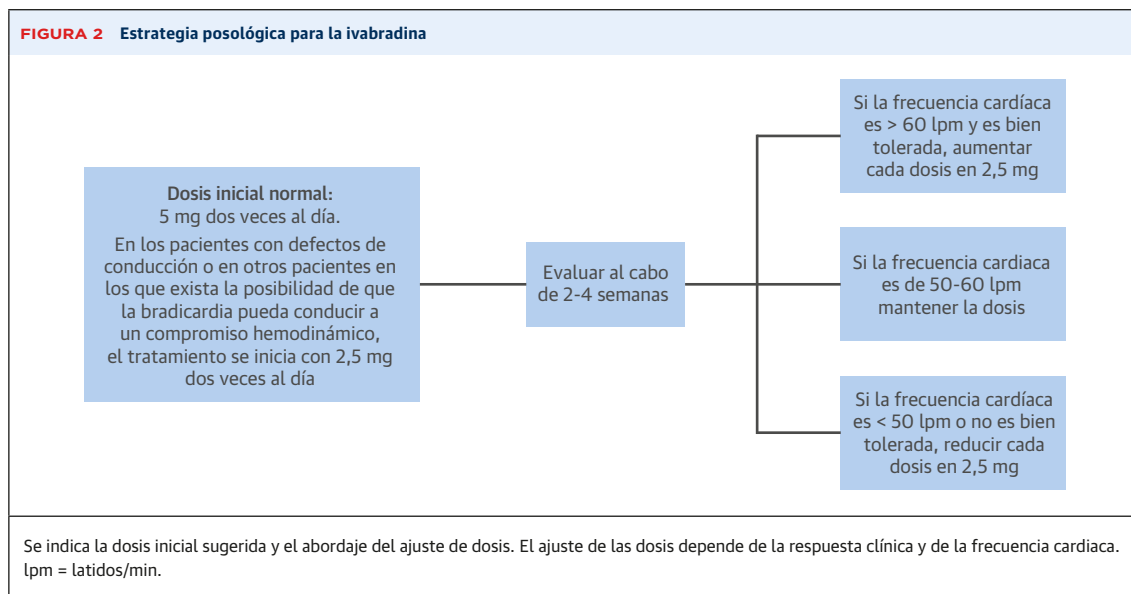 FIGURA 2 Estrategia posológica para la ivabradina
Dosis inicial normal:
5 mg dos veces al día.
En los pacientes con defectos de
conducción o en otros pacientes en
los que exista la posibilidad de que
la bradicardia pueda conducir a
un compromiso hemodinámico,
el tratamiento se inicia con 2,5 mg
dos veces al día
Evaluar al cabo
de 2-4 semanas
Si la frecuencia cardíaca
es > 60 lpm y es bien
tolerada, aumentar
cada dosis en 2,5 mg
Si la frecuencia cardiaca
es de 50-60 lpm
mantener la dosis
Si la frecuencia cardíaca
es < 50 lpm o no es bien
tolerada, reducir cada
dosis en 2,5 mg
Se indica la dosis inicial sugerida y el abordaje del ajuste de dosis. El ajuste de las dosis depende de la respuesta clínica y de la frecuencia cardiaca.
lpm = latidos/min.